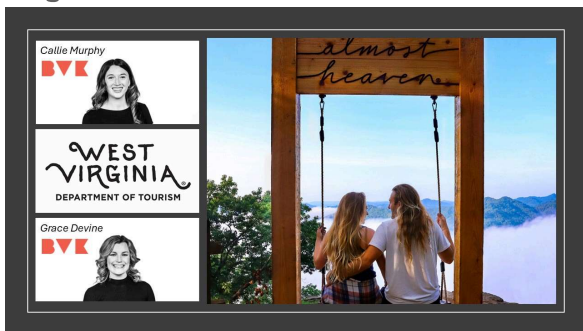 Callie Murphy
BVK
WEST
VIRGINIA
®
DEPARTMENT OF TOURISM
Grace Devine
BVK
almost
heaven